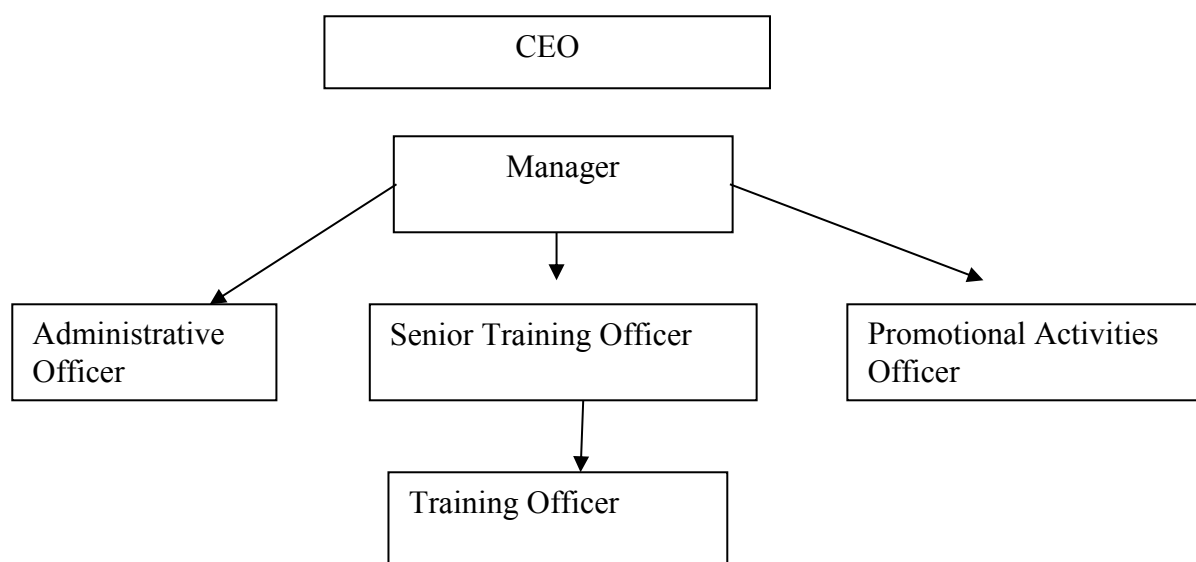 CEO
Manager
Administrative
Officer
Senior Training Officer
Promotional Activities
Officer
Training Officer